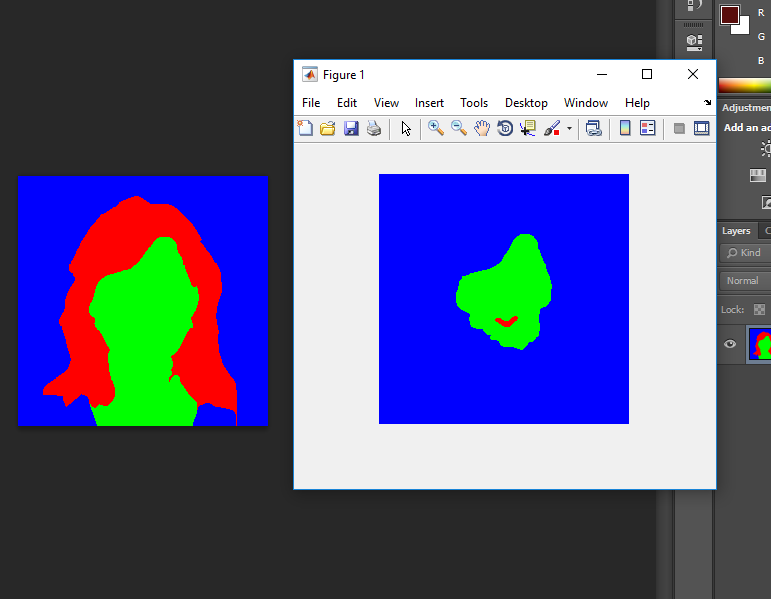 R
G
B
Figure 1
File Edit View Insert Tools Desktop Window Help
Adjustmen
Add an ad
Layers C
Kind
Normal
Lock: